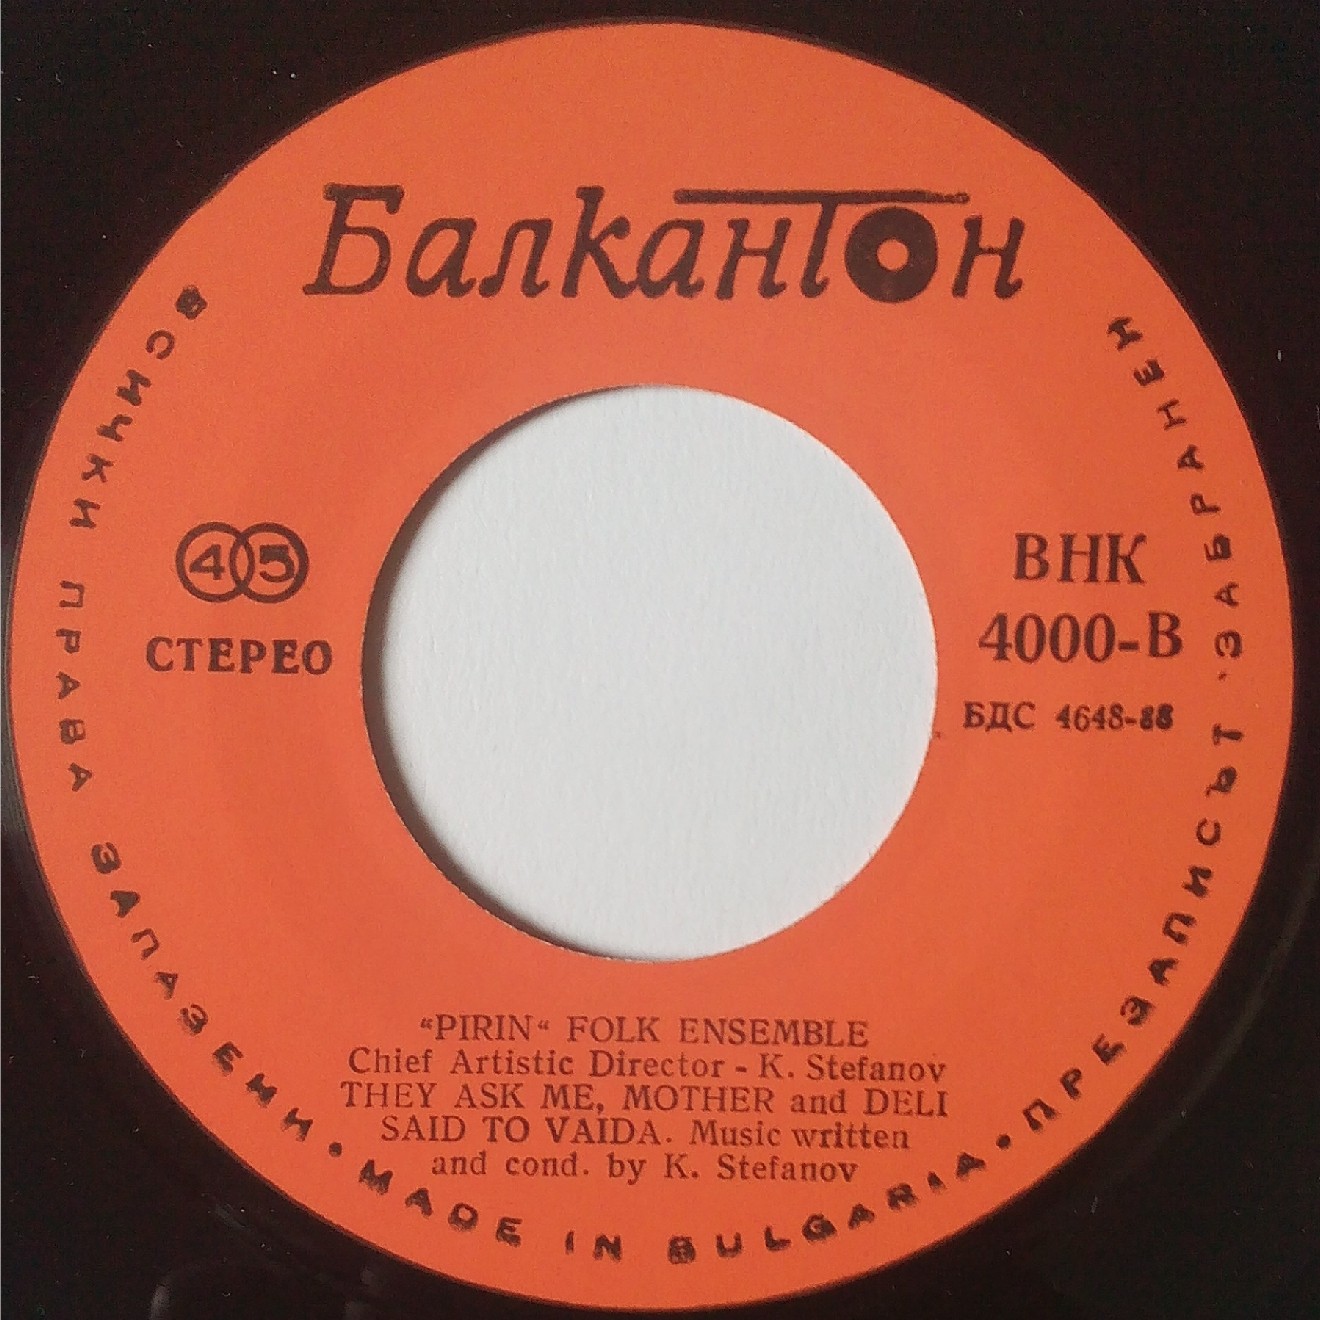 Балкантон
45
СТЕРЕО
ВНК
4000-В
БДС 4648-88
"PIRIN" FOLK ENSEMBLE
Chief Artistic Director - K. Stefanov
THEY ASK ME, MOTHER and DELI
SAID TO VAIDA. Music written
and cond. by K. Stefanov
ВСИЧКИ ПРАВА ЗАПАЗЕНИ • MADE IN BULGARIA • ПРЕЗАПИСЪТ ЗАБРАНЕН